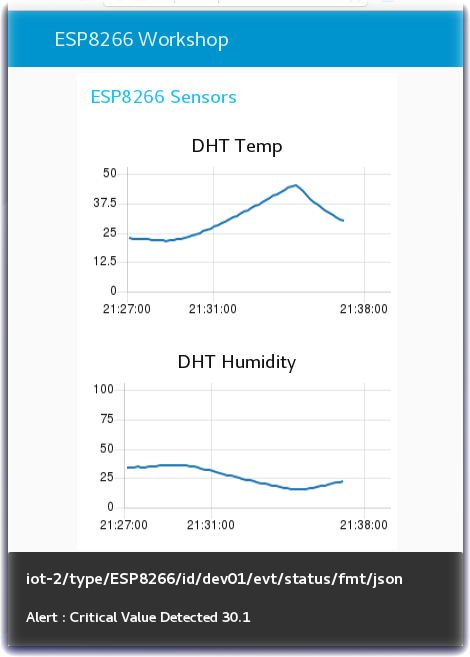 ESP8266 Workshop
ESP8266 Sensors
DHT Temp
50
37.5
25
12.5
0
21:27:00 21:31:00 21:38:00
DHT Humidity
100
75
50
25
0
21:27:00 21:31:00 21:38:00
iot-2/type/ESP8266/id/dev01/evt/status/fmt/json
Alert : Critical Value Detected 30.1